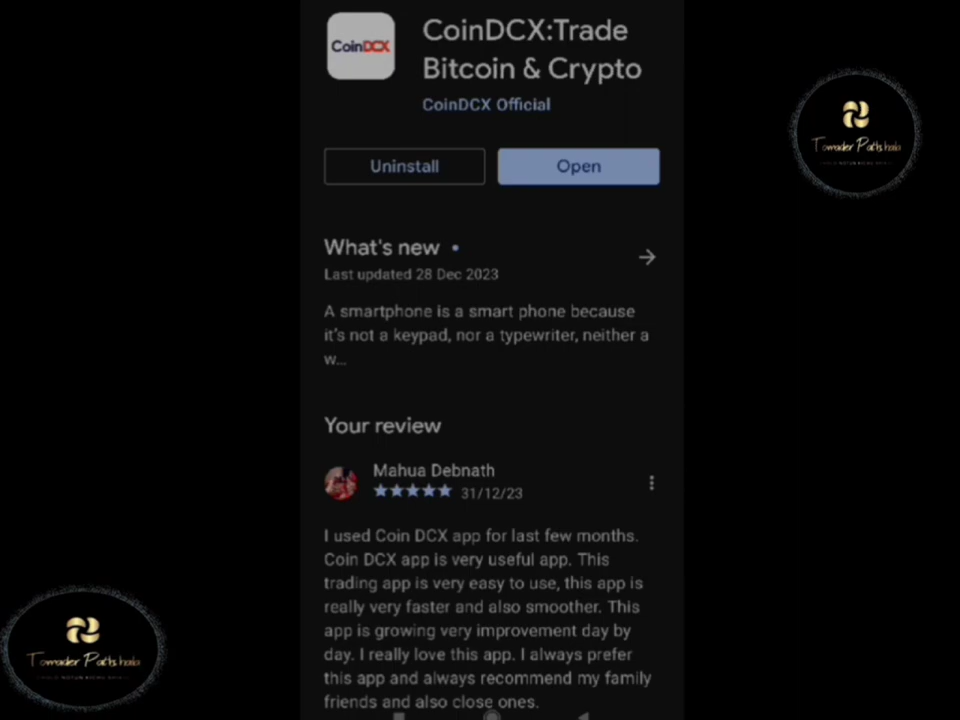 CoinDCX
CoinDCX:Trade
Bitcoin & Crypto
CoinDCX Official
Uninstall
Open
What's new
Last updated 28 Dec 2023
A smartphone is a smart phone because
it's not a keypad, nor a typewriter, neither a
w...
Your review
Mahua Debnath
31/12/23
I used Coin DCX app for last few months.
Coin DCX app is very useful app. This
trading app is very easy to use, this app is
really very faster and also smoother. This
app is growing very improvement day by
day. I really love this app. I always prefer
this app and always recommend my family
friends and also close ones.
Tomader Pathshala
Tomader Pathshala